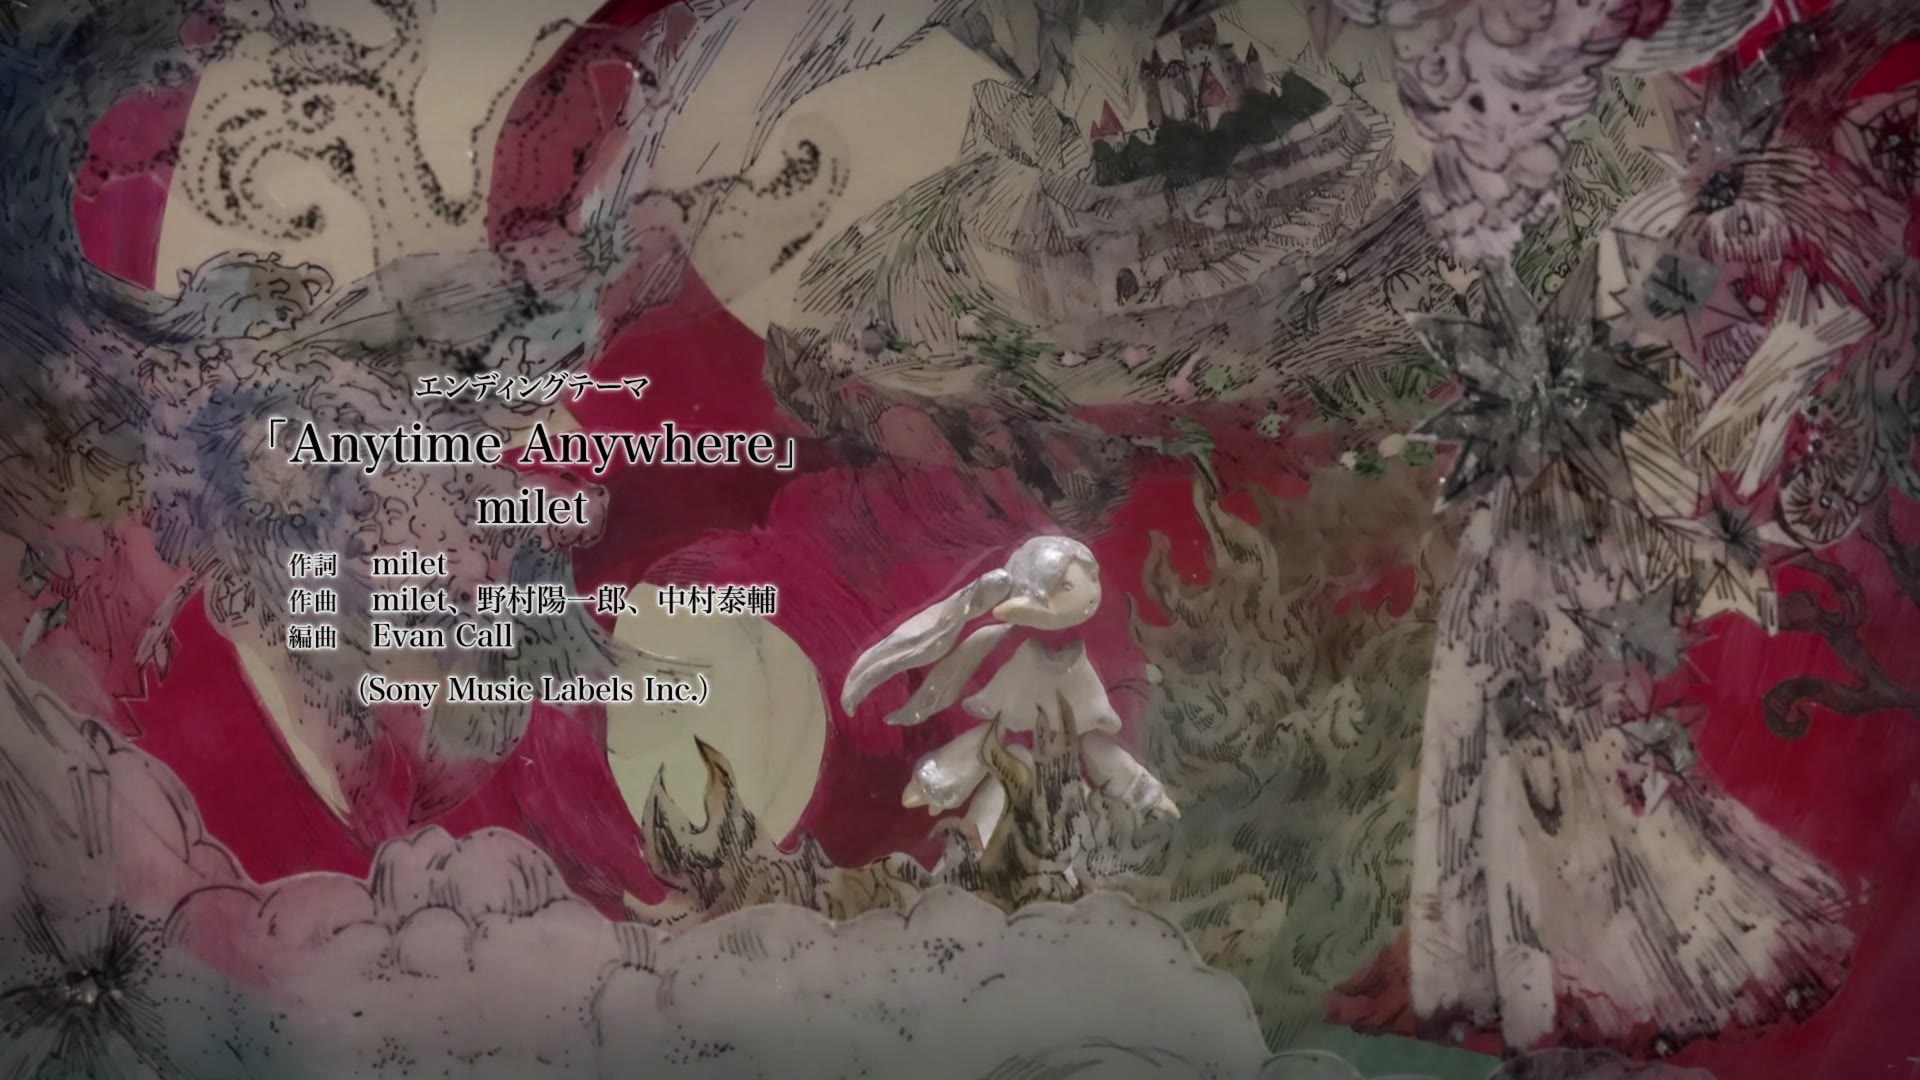 エンディングテーマ
「Anytime Anywhere」
milet
作詞 milet
作曲 milet、野村陽一郎、中村泰輔
編曲 Evan Call
(Sony Music Labels Inc.)